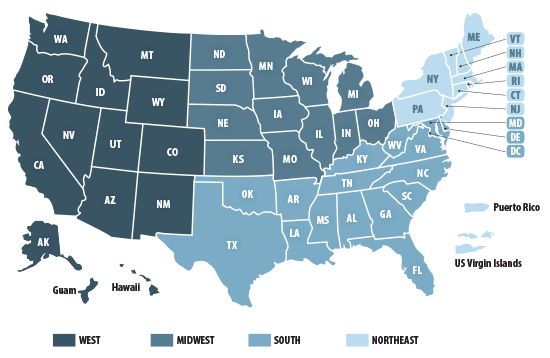 WA
MT
ND
MN
ME
VT
NH
MA
RI
CT
NJ
MD
DE
DC
OR
ID
WY
SD
WI
MI
NY
PA
NV
UT
CO
NE
IA
IL
IN
OH
CA
KS
MO
KY
WV
VA
AZ
NM
OK
AR
TN
NC
SC
TX
LA
MS
AL
GA
FL
AK
Guam
Hawaii
Puerto Rico
US Virgin Islands
WEST
MIDWEST
SOUTH
NORTHEAST